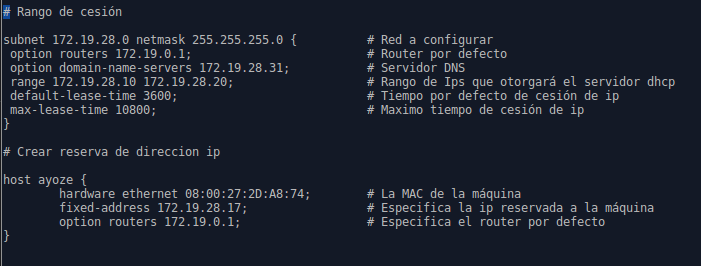 # Rango de cesión
subnet 172.19.28.0 netmask 255.255.255.0 { # Red a configurar
option routers 172.19.0.1; # Router por defecto
option domain-name-servers 172.19.28.31; # Servidor DNS
range 172.19.28.10 172.19.28.20; # Rango de Ips que otorgará el servidor dhcp
default-lease-time 3600; # Tiempo por defecto de cesión de ip
max-lease-time 10800; # Maximo tiempo de cesión de ip
}
# Crear reserva de direccion ip
host ayoze {
hardware ethernet 08:00:27:2D:A8:74; # La MAC de la máquina
fixed-address 172.19.28.17; # Especifica la ip reservada a la máquina
option routers 172.19.0.1; # Especifica el router por defecto
}